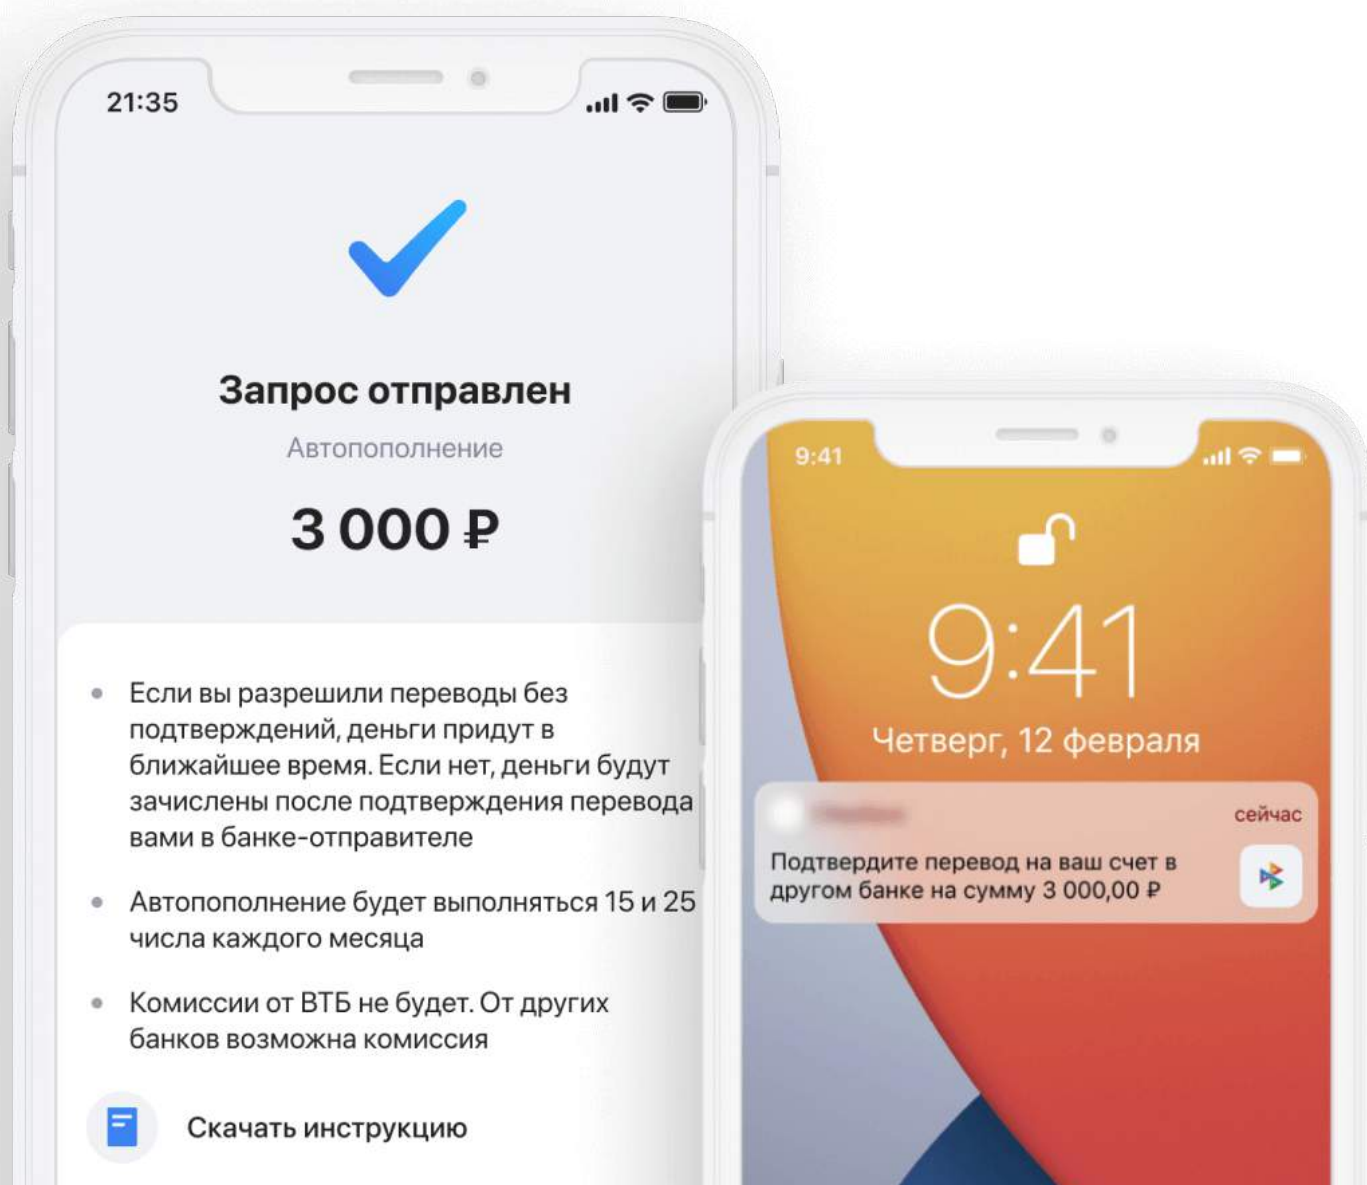 21:35
Запрос отправлен
Автопополнение
3 000 ₽
Если вы разрешили переводы без
подтверждений, деньги придут в
ближайшее время. Если нет, деньги будут
зачислены после подтверждения перевода
вами в банке-отправителе
Автопополнение будет выполняться 15 и 25
числа каждого месяца
Комиссии от ВТБ не будет. От других
банков возможна комиссия
Скачать инструкцию
9:41
9:41
Четверг, 12 февраля
сейчас
Подтвердите перевод на ваш счет в
другом банке на сумму 3 000,00 ₽